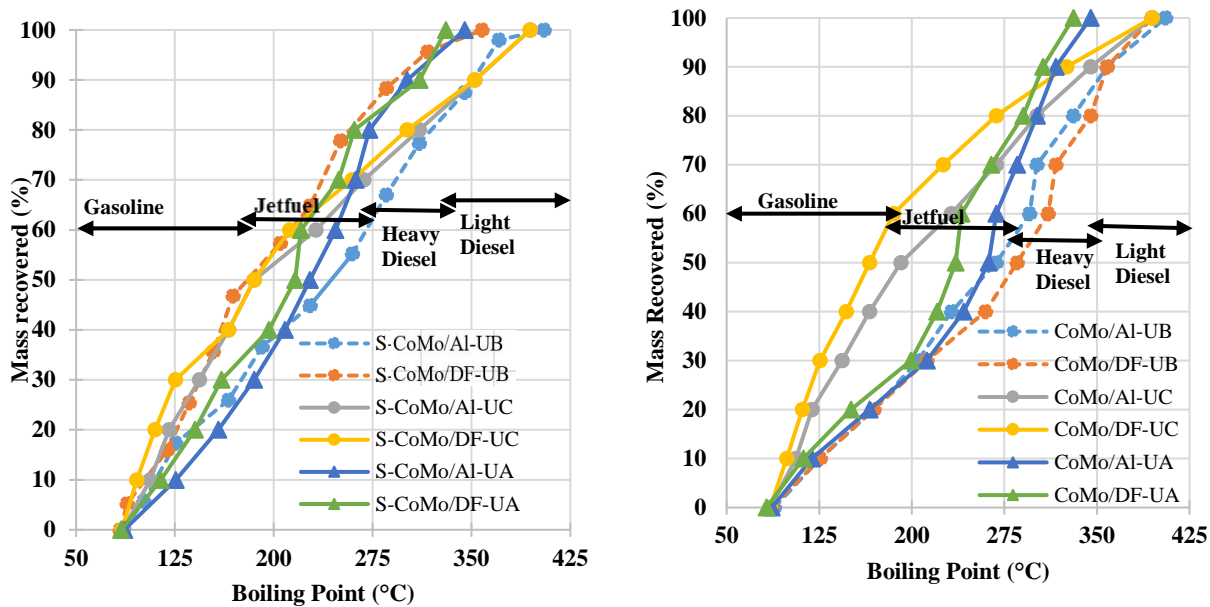 100
90
80
70
60
50
40
30
20
10
0
Mass recovered (%)
Gasoline
Jetfuel
Heavy
Diesel
Light
Diesel
S-CoMo/Al-UB
S-CoMo/DF-UB
S-CoMo/Al-UC
S-CoMo/DF-UC
S-CoMo/Al-UA
S-CoMo/DF-UA
50 125 200 275 350 425
Boiling Point (°C)
100
90
80
70
60
50
40
30
20
10
0
Mass Recovered (%)
Gasoline
Jetfuel
Heavy
Diesel
Light
Diesel
CoMo/Al-UB
CoMo/DF-UB
CoMo/Al-UC
CoMo/DF-UC
CoMo/Al-UA
CoMo/DF-UA
50 125 200 275 350 425
Boiling Point (°C)